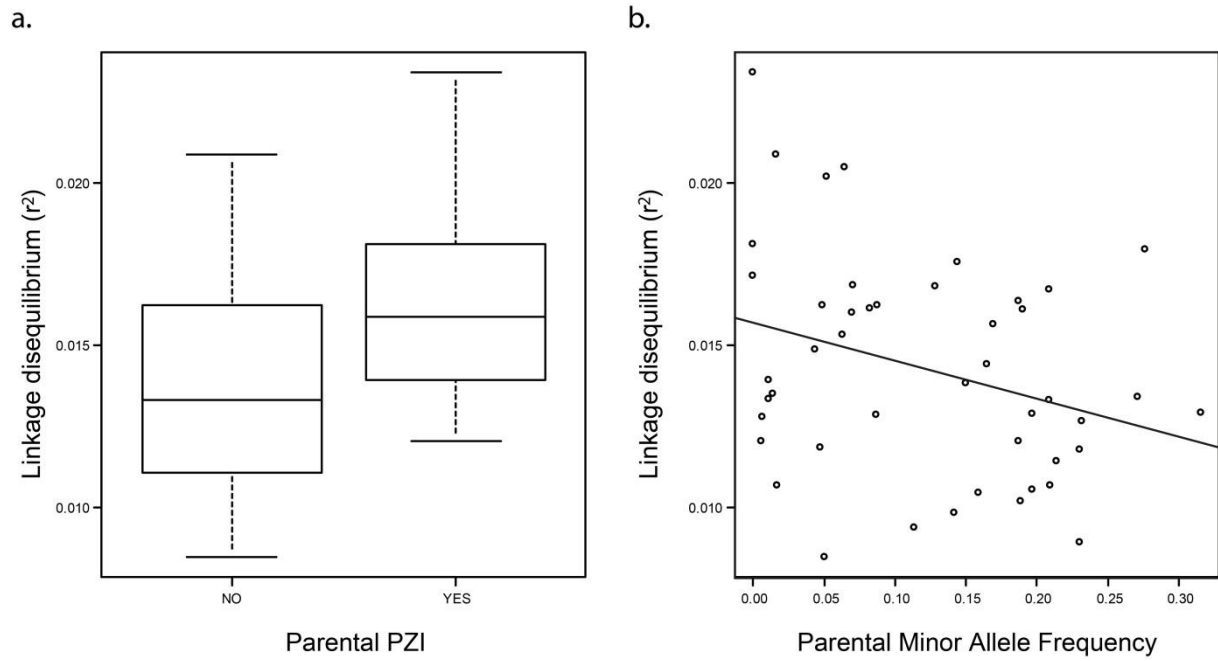 a.
Linkage disequilibrium (r²)
0.020
0.015
0.010
NO YES
Parental PZI
b.
Linkage disequilibrium (r²)
0.020
0.015
0.010
0.00 0.05 0.10 0.15 0.20 0.25 0.30
Parental Minor Allele Frequency